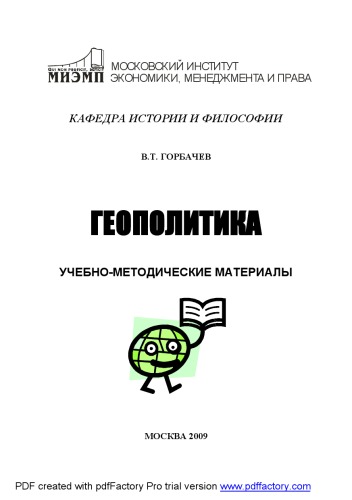 МИЭМП
МОСКОВСКИЙ ИНСТИТУТ
ЭКОНОМИКИ, МЕНЕДЖМЕНТА И ПРАВА
КАФЕДРА ИСТОРИИ И ФИЛОСОФИИ
В.Т. ГОРБАЧЕВ
ГЕОПОЛИТИКА
УЧЕБНО-МЕТОДИЧЕСКИЕ МАТЕРИАЛЫ
МОСКВА 2009
PDF created with pdfFactory Pro trial version www.pdffactory.com